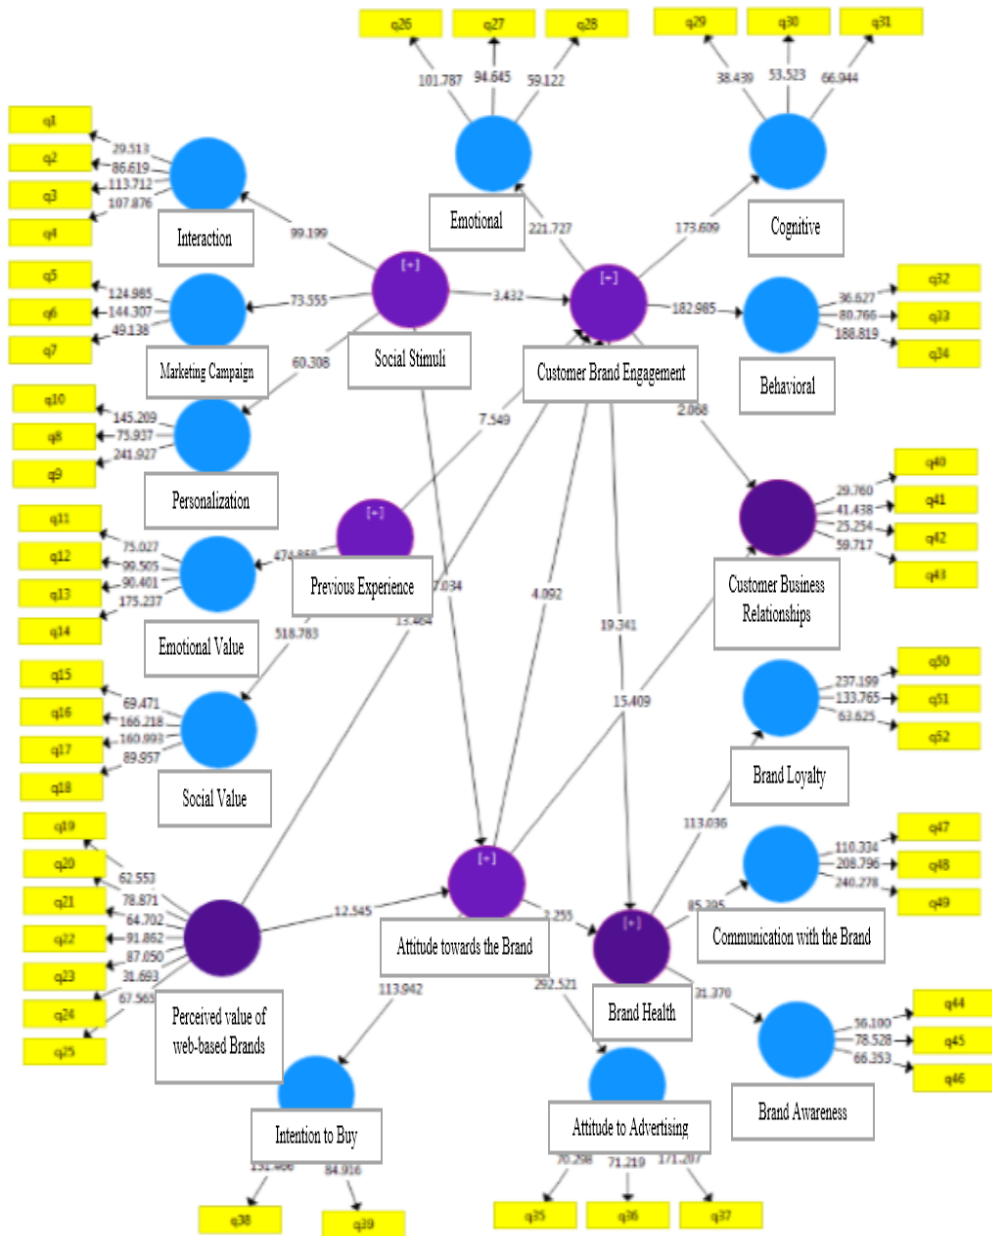 q26
q27
q28
q29
q30
q31
101.787
94.645
59.122
38.439
53.523
66.944
q1
q2
q3
q4
29.513
86.619
113.712
107.876
Interaction
Emotional
Cognitive
99.199
221.727
173.609
q5
q6
q7
124.985
144.307
49.138
Marketing Campaign
73.555
[+]
Social Stimuli
3.432
[+]
Customer Brand Engagement
182.985
Behavioral
36.627
80.766
188.819
q32
q33
q34
60.308
q10
q8
q9
145.209
75.937
241.927
Personalization
7.549
2.068
q40
q41
q42
q43
29.760
41.438
25.254
59.717
Customer Business
Relationships
q11
q12
q13
q14
75.027
99.505
90.401
175.237
Emotional Value
[+]
Previous Experience
518.783
13.464
.034
4.092
19.341
15.409
q15
q16
q17
q18
69.471
166.218
160.993
89.957
Social Value
237.199
133.765
63.625
q50
q51
q52
Brand Loyalty
q19
q20
q21
q22
q23
q24
q25
62.553
78.871
64.702
91.862
87.050
31.693
67.565
Perceived value of
web-based Brands
12.545
[+]
Attitude towards the Brand
.255
[+]
Brand Health
113.036
85.395
31.370
110.334
208.796
240.278
q47
q48
q49
Communication with the Brand
113.942
292.521
56.100
78.528
66.353
q44
q45
q46
Brand Awareness
Intention to Buy
Attitude to Advertising
84.916
70.298
71.219
171.207
q38
q39
q35
q36
q37